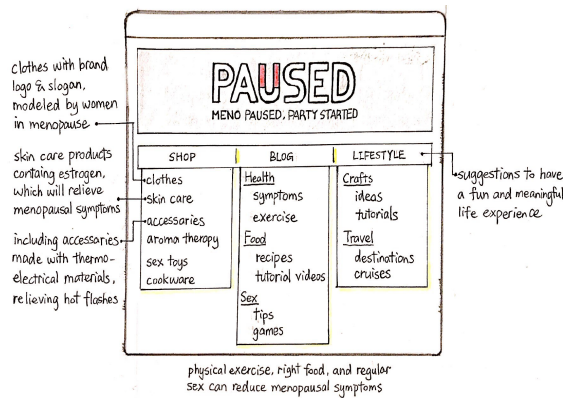 PAUSED
MENO PAUSED, PARTY STARTED
SHOP
BLOG
LIFESTYLE
clothes
skin care
accessaries
aroma therapy
sex toys
cookware
Health
symptoms
exercise
Food
recipes
tutorial videos
Sex
tips
games
Crafts
ideas
tutorials
Travel
destinations
cruises
clothes with brand
logo & slogan,
modeled by women
in menopause
skin care products
containg estrogen,
which will relieve
menopausal symptoms
including accessaries
made with thermo-
electrical materials,
relieving hot flashes
suggestions to have
a fun and meaningful
life experience
physical exercise, right food, and regular
sex can reduce menopausal symptoms